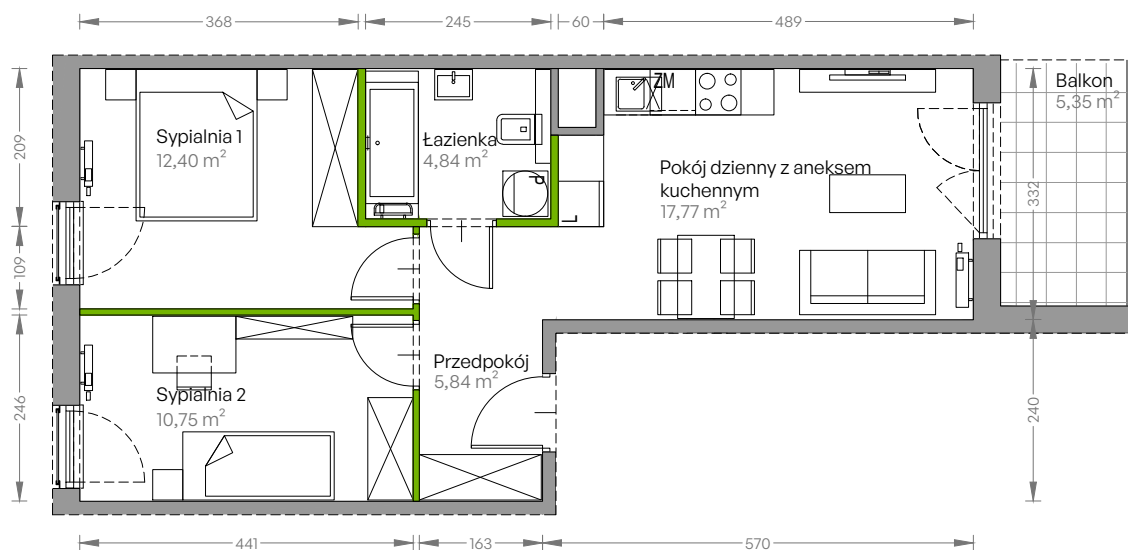 368
245
60
489
Balkon
5,35 m²
ZM
Sypialnia 1
12,40 m²
Łazienka
4,84 m²
Pokój dzienny z aneksem
kuchennym
17,77 m²
L
209
109
332
Przedpokój
5,84 m²
Sypialnia 2
10,75 m²
246
240
441
163
570